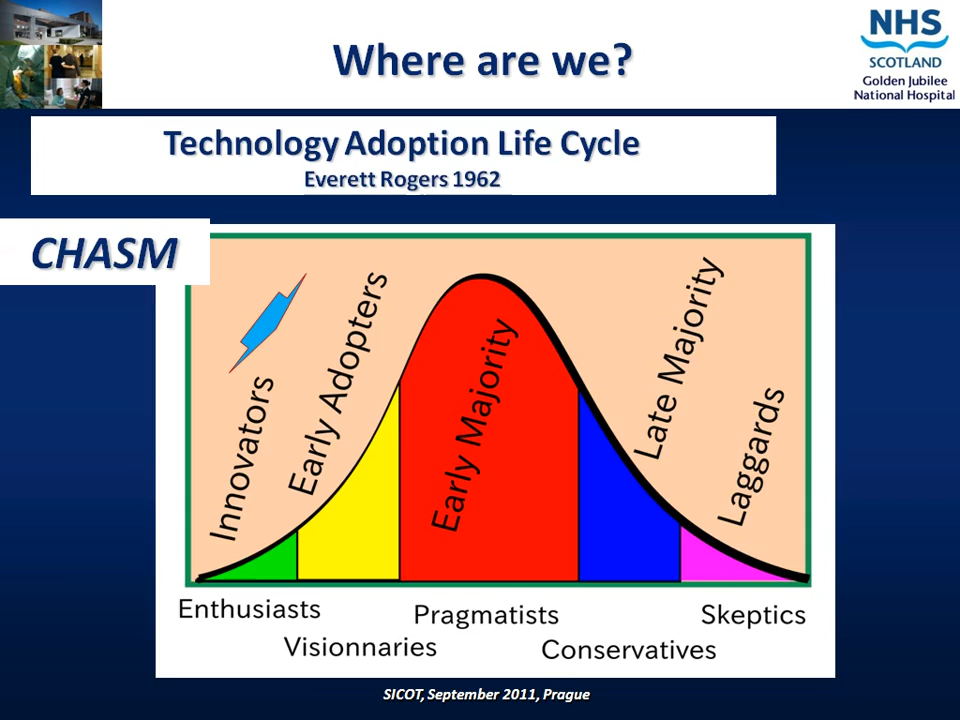 Where are we?
NHS
SCOTLAND
Golden Jubilee
National Hospital
Technology Adoption Life Cycle
Everett Rogers 1962
CHASM
Innovators
Early Adopters
Early Majority
Late Majority
Laggards
Enthusiasts
Visionnaries
Pragmatists
Conservatives
Skeptics
SICOT, September 2011, Prague